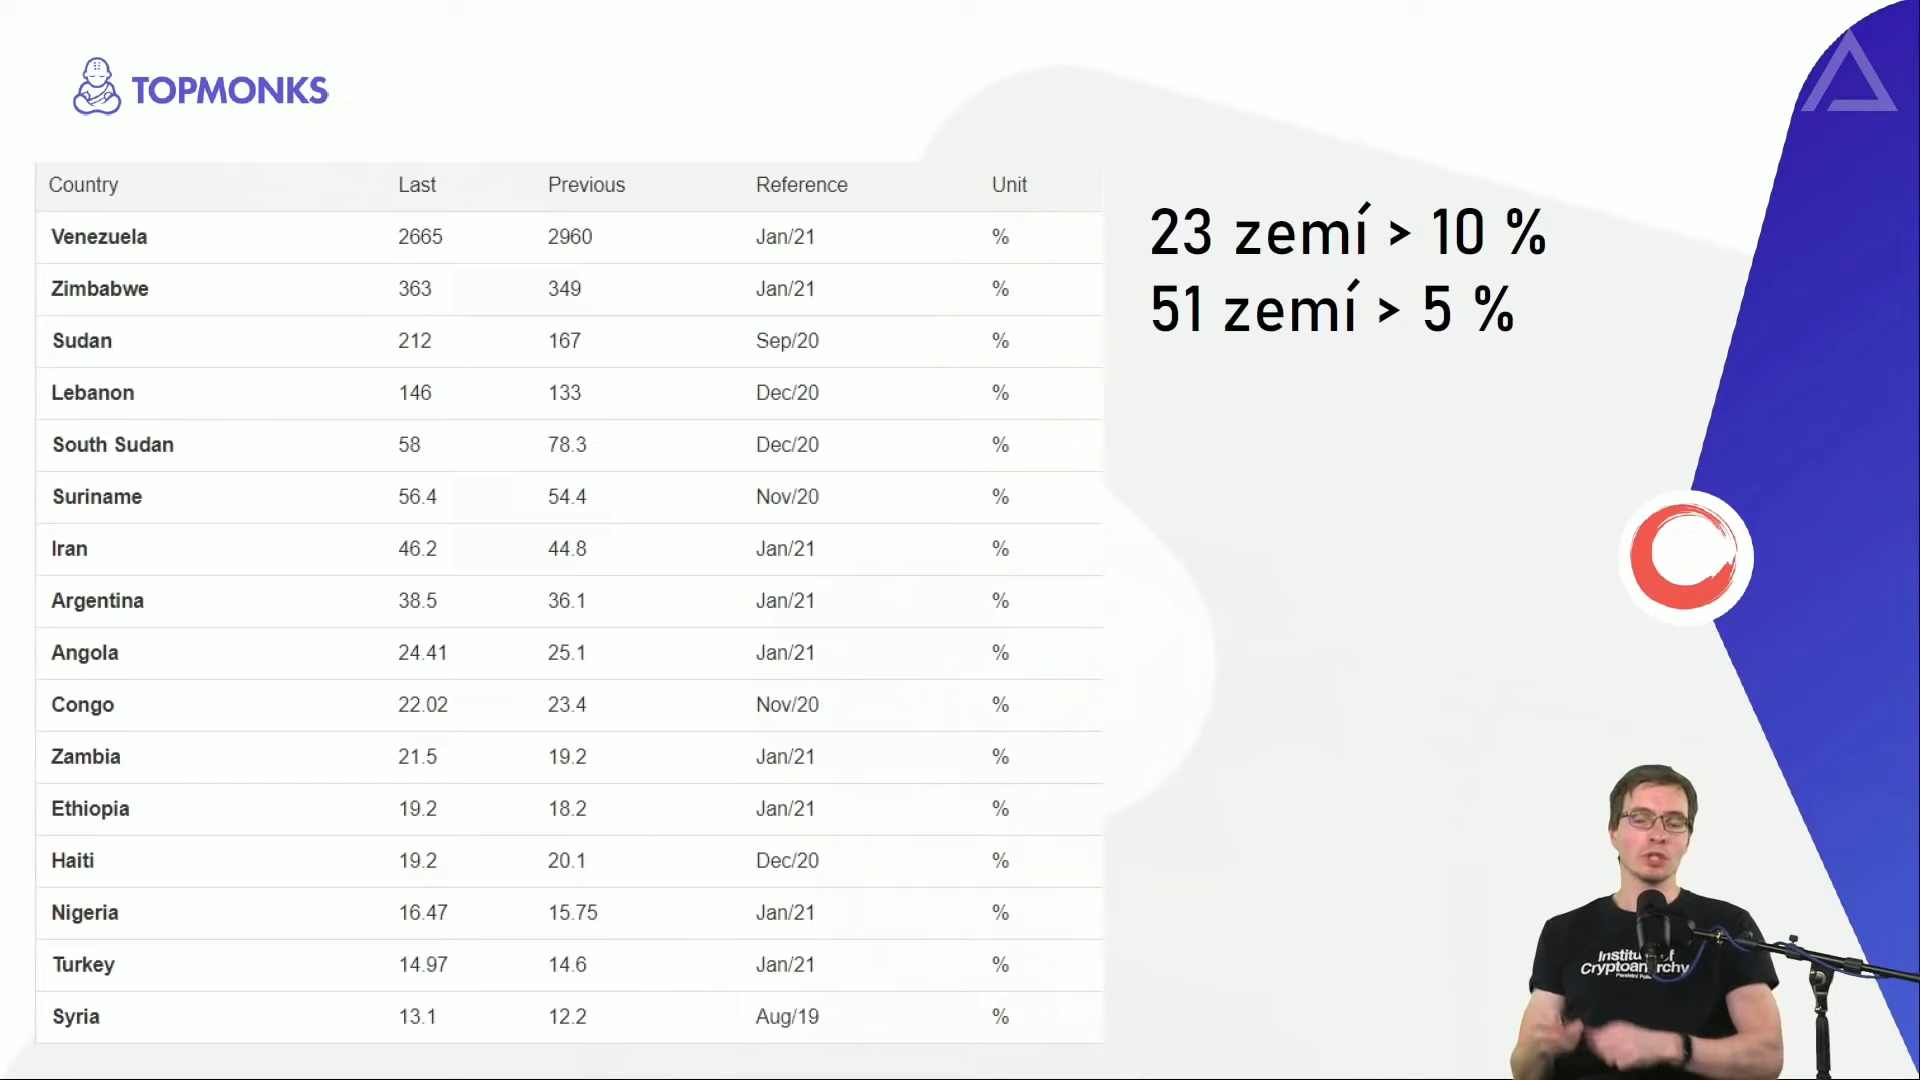 TOPMONKS
Country Last Previous Reference Unit
Venezuela 2665 2960 Jan/21 %
Zimbabwe 363 349 Jan/21 %
Sudan 212 167 Sep/20 %
Lebanon 146 133 Dec/20 %
South Sudan 58 78.3 Dec/20 %
Suriname 56.4 54.4 Nov/20 %
Iran 46.2 44.8 Jan/21 %
Argentina 38.5 36.1 Jan/21 %
Angola 24.41 25.1 Jan/21 %
Congo 22.02 23.4 Nov/20 %
Zambia 21.5 19.2 Jan/21 %
Ethiopia 19.2 18.2 Jan/21 %
Haiti 19.2 20.1 Dec/20 %
Nigeria 16.47 15.75 Jan/21 %
Turkey 14.97 14.6 Jan/21 %
Syria 13.1 12.2 Aug/19 %
23 zemí > 10 %
51 zemí > 5 %